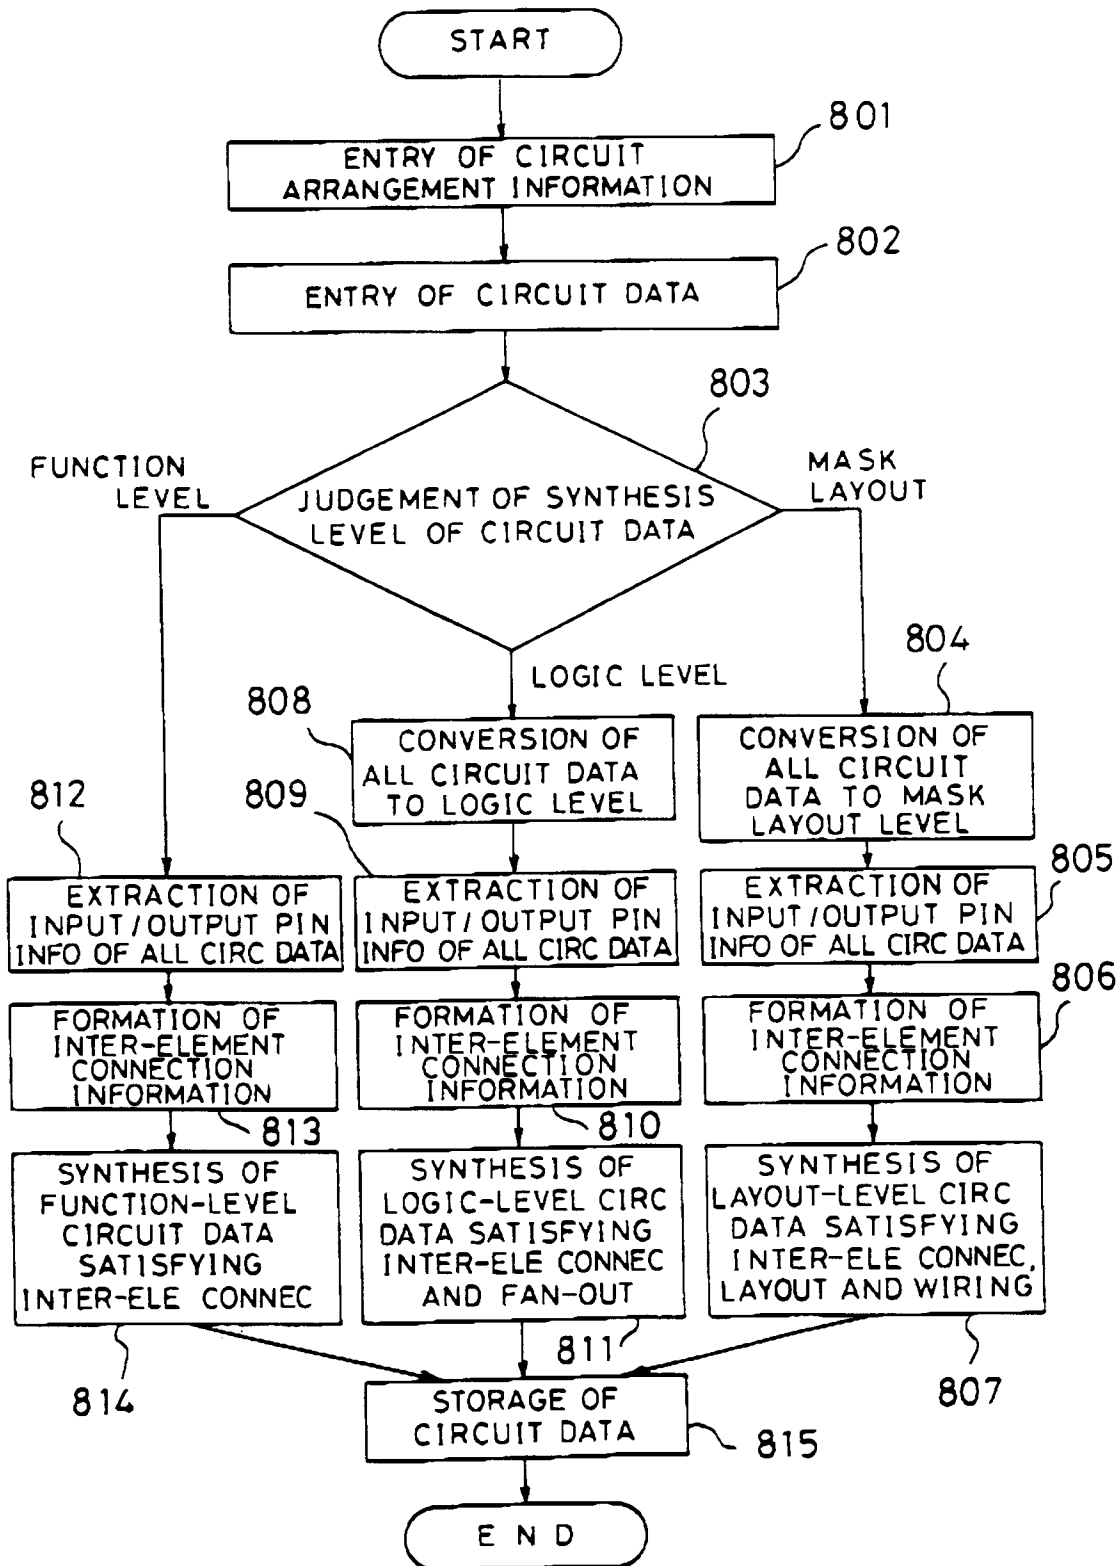 START
801
ENTRY OF CIRCUIT
ARRANGEMENT INFORMATION
802
ENTRY OF CIRCUIT DATA
803
FUNCTION
LEVEL
JUDGEMENT OF SYNTHESIS
LEVEL OF CIRCUIT DATA
MASK
LAYOUT
LOGIC LEVEL
804
808
CONVERSION OF
ALL CIRCUIT DATA
TO LOGIC LEVEL
CONVERSION OF
ALL CIRCUIT
DATA TO MASK
LAYOUT LEVEL
812
EXTRACTION OF
INPUT/OUTPUT PIN
INFO OF ALL CIRC DATA
809
EXTRACTION OF
INPUT/OUTPUT PIN
INFO OF ALL CIRC DATA
805
EXTRACTION OF
INPUT/OUTPUT PIN
INFO OF ALL CIRC DATA
806
FORMATION OF
INTER-ELEMENT
CONNECTION
INFORMATION
813
FORMATION OF
INTER-ELEMENT
CONNECTION
INFORMATION
810
FORMATION OF
INTER-ELEMENT
CONNECTION
INFORMATION
SYNTHESIS OF
FUNCTION-LEVEL
CIRCUIT DATA
SATISFYING
INTER-ELE CONNEC
814
SYNTHESIS OF
LOGIC-LEVEL CIRC
DATA SATISFYING
INTER-ELE CONNEC
AND FAN-OUT
811
SYNTHESIS OF
LAYOUT-LEVEL CIRC
DATA SATISFYING
INTER-ELE CONNEC,
LAYOUT AND WIRING
807
STORAGE OF
CIRCUIT DATA
815
END